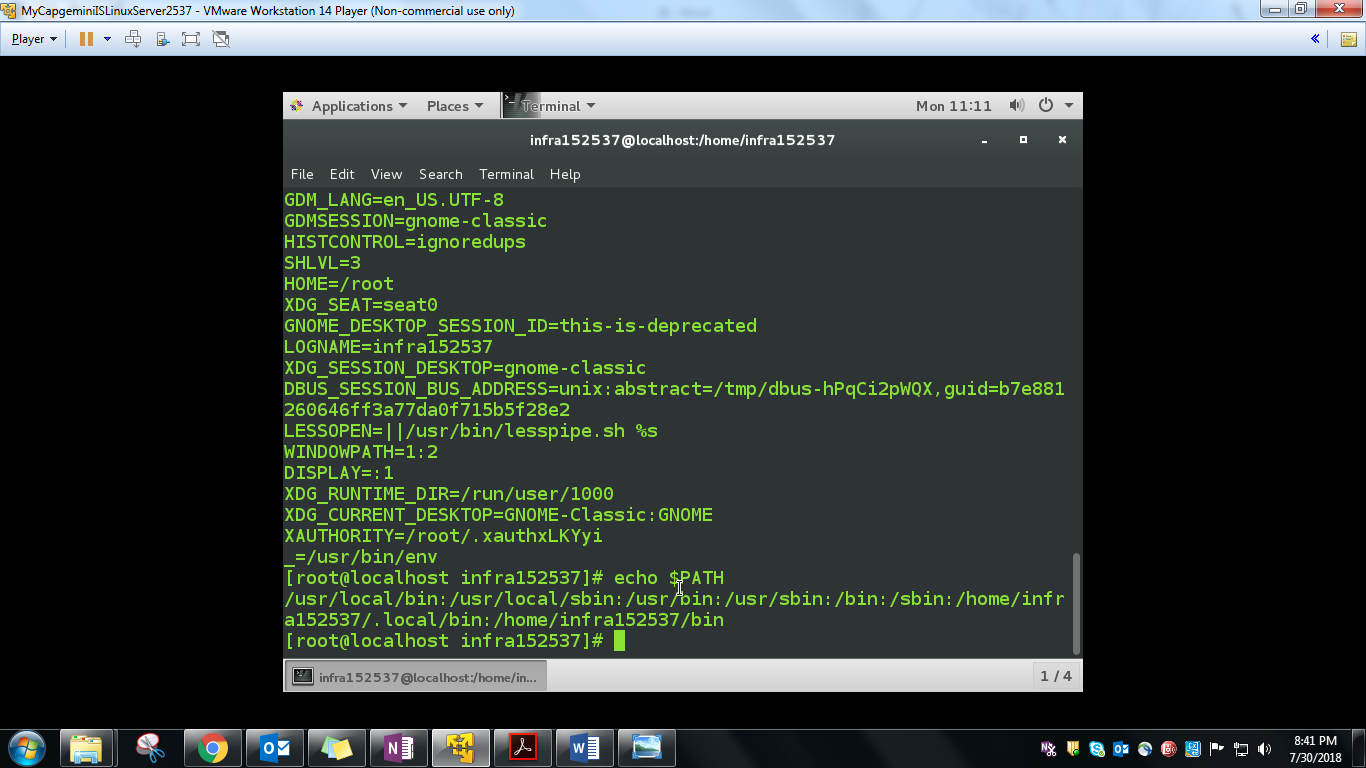 MyCapgeminiISLinuxServer2537 - VMware Workstation 14 Player (Non-commercial use only)
Player
Applications Places Terminal Mon 11:11
infra152537@localhost:/home/infra152537
File Edit View Search Terminal Help
GDM_LANG=en_US.UTF-8
GDMSESSION=gnome-classic
HISTCONTROL=ignoredups
SHLVL=3
HOME=/root
XDG_SEAT=seat0
GNOME_DESKTOP_SESSION_ID=this-is-deprecated
LOGNAME=infra152537
XDG_SESSION_DESKTOP=gnome-classic
DBUS_SESSION_BUS_ADDRESS=unix:abstract=/tmp/dbus-hPqCi2pWQX,guid=b7e881
260646ff3a77da0f715b5f28e2
LESSOPEN=||/usr/bin/lesspipe.sh %s
WINDOWPATH=1:2
DISPLAY=:1
XDG_RUNTIME_DIR=/run/user/1000
XDG_CURRENT_DESKTOP=GNOME-Classic:GNOME
XAUTHORITY=/root/.xauthxLKYyi
_=/usr/bin/env
[root@localhost infra152537]# echo $PATH
/usr/local/bin:/usr/local/sbin:/usr/bin:/usr/sbin:/bin:/sbin:/home/infr
a152537/.local/bin:/home/infra152537/bin
[root@localhost infra152537]#
infra152537@localhost:/home/in... 1 / 4
8:41 PM
7/30/2018